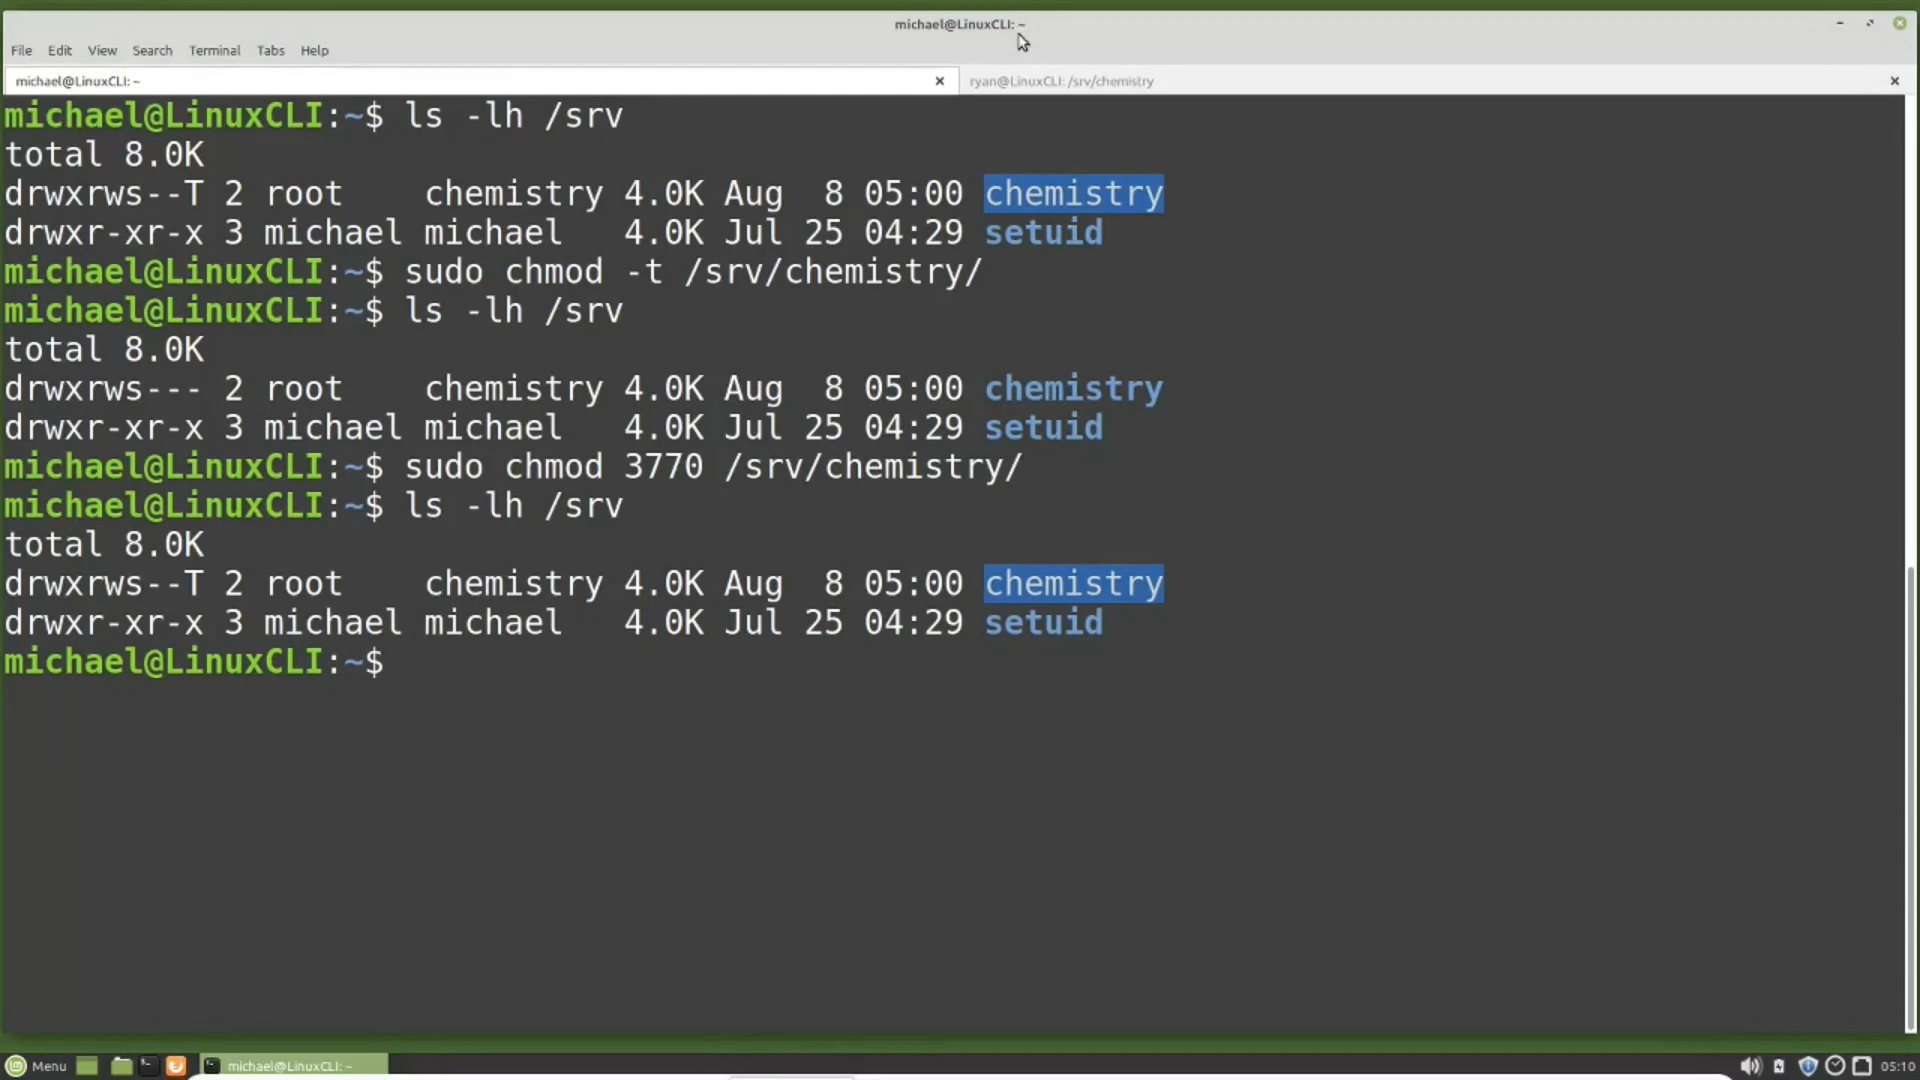 michael@LinuxCLI: ~
File Edit View Search Terminal Tabs Help
michael@LinuxCLI: ~ ryan@LinuxCLI: /srv/chemistry
michael@LinuxCLI:~$ ls -lh /srv
total 8.0K
drwxrws--T 2 root    chemistry 4.0K Aug  8 05:00 chemistry
drwxr-xr-x 3 michael michael   4.0K Jul 25 04:29 setuid
michael@LinuxCLI:~$ sudo chmod -t /srv/chemistry/
michael@LinuxCLI:~$ ls -lh /srv
total 8.0K
drwxrws--- 2 root    chemistry 4.0K Aug  8 05:00 chemistry
drwxr-xr-x 3 michael michael   4.0K Jul 25 04:29 setuid
michael@LinuxCLI:~$ sudo chmod 3770 /srv/chemistry/
michael@LinuxCLI:~$ ls -lh /srv
total 8.0K
drwxrws--T 2 root    chemistry 4.0K Aug  8 05:00 chemistry
drwxr-xr-x 3 michael michael   4.0K Jul 25 04:29 setuid
michael@LinuxCLI:~$
Menu michael@LinuxCLI: ~ 05:10